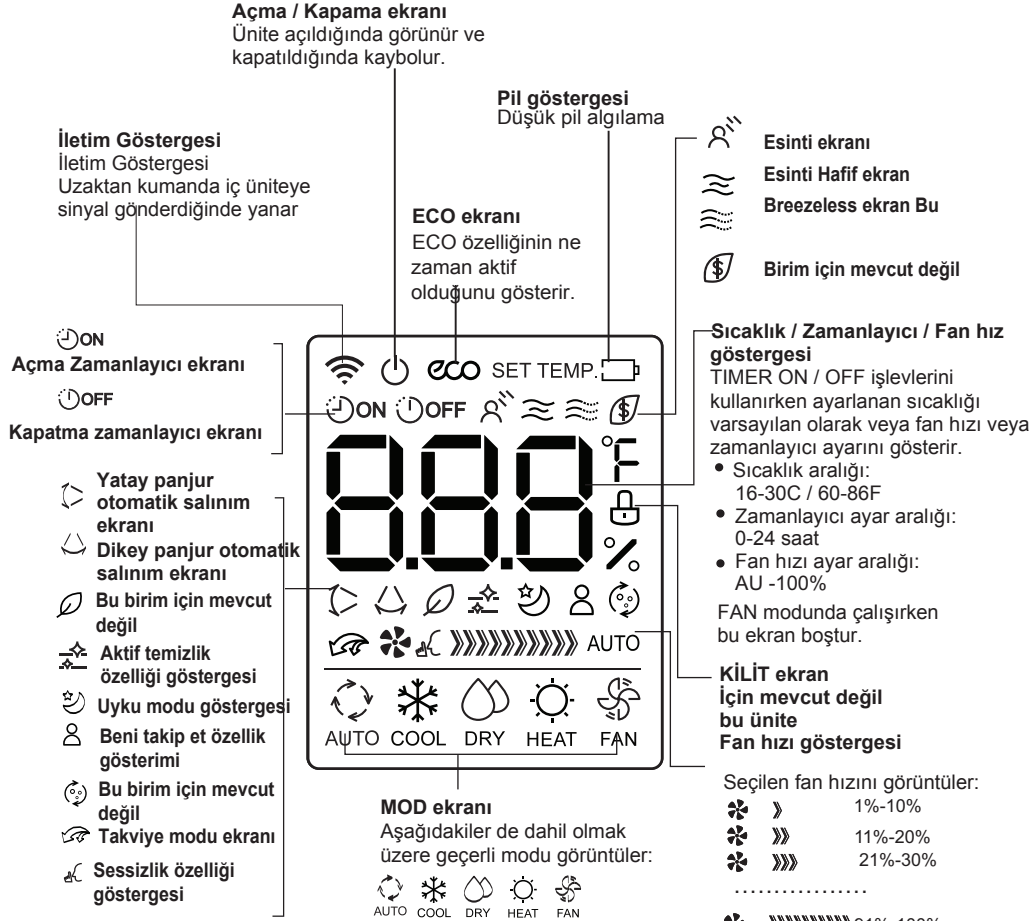 Açma / Kapama ekranı
Ünite açıldığında görünür ve
kapatıldığında kaybolur.
Pil göstergesi
Düşük pil algılama
İletim Göstergesi
İletim Göstergesi
Uzaktan kumanda iç üniteye
sinyal gönderdiğinde yanar
ECO ekranı
ECO özelliğinin ne
zaman aktif
olduğunu gösterir.
Esinti ekranı
Esinti Hafif ekran
Breezeless ekran Bu
Birim için mevcut değil
ON
Açma Zamanlayıcı ekranı
OFF
Kapatma zamanlayıcı ekranı
Yatay panjur
otomatik salınım
ekranı
Dikey panjur otomatik
salınım ekranı
Bu birim için mevcut
değil
Aktif temizlik
özelliği göstergesi
Uyku modu göstergesi
Beni takip et özellik
gösterimi
Bu birim için mevcut
değil
Takviye modu ekranı
Sessizlik özelliği
göstergesi
eco SET TEMP.
ON OFF
8.8.8 °F
%
AUTO
AUTO COOL DRY HEAT FAN
MOD ekranı
Aşağıdakiler de dahil olmak
üzere geçerli modu görüntüler:
AUTO COOL DRY HEAT FAN
Sıcaklık / Zamanlayıcı / Fan hız
göstergesi
TIMER ON / OFF işlevlerini
kullanırken ayarlanan sıcaklığı
varsayılan olarak veya fan hızı veya
zamanlayıcı ayarını gösterir.
• Sıcaklık aralığı:
16-30C / 60-86F
• Zamanlayıcı ayar aralığı:
0-24 saat
• Fan hızı ayar aralığı:
AU -100%
FAN modunda çalışırken
bu ekran boştur.
KİLİT ekran
İçin mevcut değil
bu ünite
Fan hızı göstergesi
Seçilen fan hızını görüntüler:
1%-10%
11%-20%
21%-30%
.................